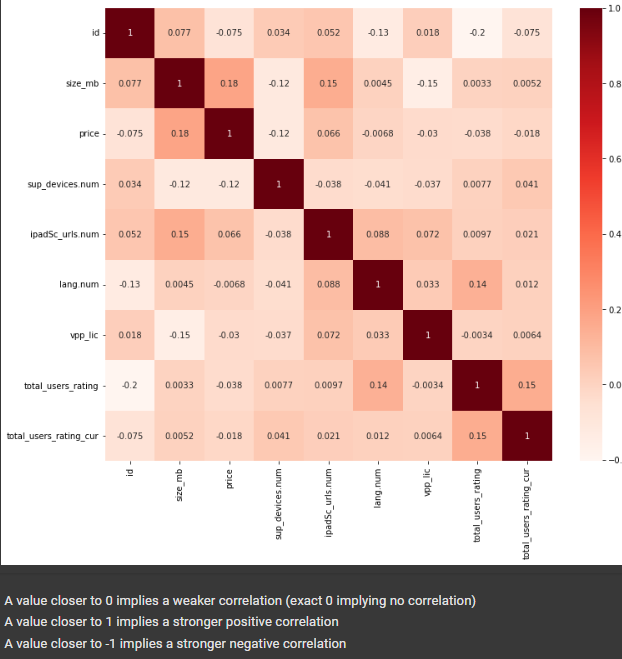 1.0
id 1 0.077 -0.075 0.034 0.052 -0.13 0.018 -0.2 -0.075
size_mb 0.077 1 0.18 -0.12 0.15 0.0045 -0.15 0.0033 0.0052
0.8
price -0.075 0.18 1 -0.12 0.066 -0.0068 -0.03 -0.038 -0.018
0.6
sup_devices.num 0.034 -0.12 -0.12 1 -0.038 -0.041 -0.037 0.0077 0.041
ipadSc_urls.num 0.052 0.15 0.066 -0.038 1 0.088 0.072 0.0097 0.021
0.4
lang.num -0.13 0.0045 -0.0068 -0.041 0.088 1 0.033 0.14 0.012
0.2
vpp_lic 0.018 -0.15 -0.03 -0.037 0.072 0.033 1 -0.0034 0.0064
total_users_rating -0.2 0.0033 -0.038 0.0077 0.0097 0.14 -0.0034 1 0.15
0.0
total_users_rating_cur -0.075 0.0052 -0.018 0.041 0.021 0.012 0.0064 0.15 1
-0.
id
size_mb
price
sup_devices.num
ipadSc_urls.num
lang.num
vpp_lic
total_users_rating
total_users_rating_cur
A value closer to 0 implies a weaker correlation (exact 0 implying no correlation)
A value closer to 1 implies a stronger positive correlation
A value closer to -1 implies a stronger negative correlation